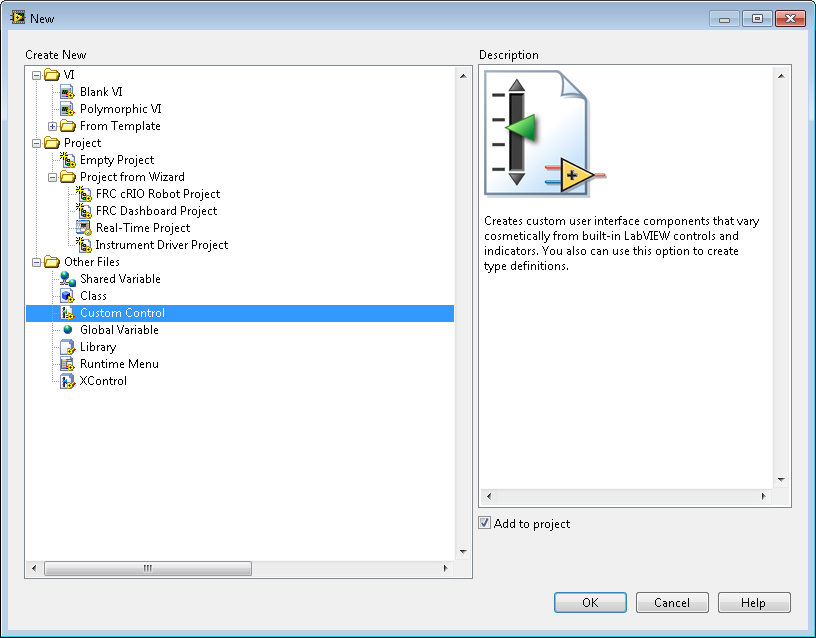 New
Create New
VI
Blank VI
Polymorphic VI
From Template
Project
Empty Project
Project from Wizard
FRC cRIO Robot Project
FRC Dashboard Project
Real-Time Project
Instrument Driver Project
Other Files
Shared Variable
Class
Custom Control
Global Variable
Library
Runtime Menu
XControl
Description
Creates custom user interface components that vary
cosmetically from built-in LabVIEW controls and
indicators. You also can use this option to create
type definitions.
Add to project
OK
Cancel
Help